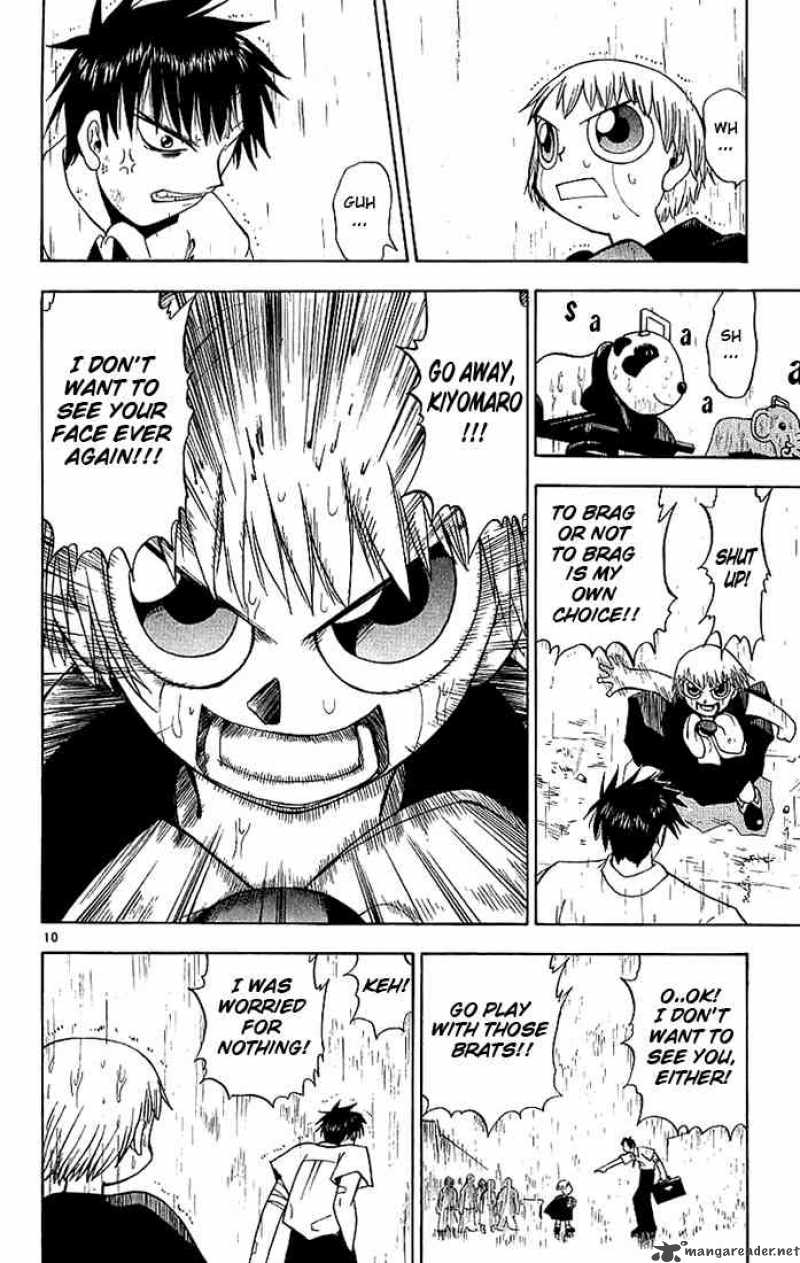 WH
...
GUH
...
SH
...
S
a
a
a
a
SHUT
UP!
TO BRAG
OR NOT
TO BRAG
IS MY
OWN
CHOICE!!
GO AWAY,
KIYOMARO
!!!
I DON'T
WANT TO
SEE YOUR
FACE EVER
AGAIN!!!
10
O..OK!
I DON'T
WANT TO
SEE YOU,
EITHER!
GO PLAY
WITH THOSE
BRATS!!
KEH!
I WAS
WORRIED
FOR
NOTHING!
mangareader.net